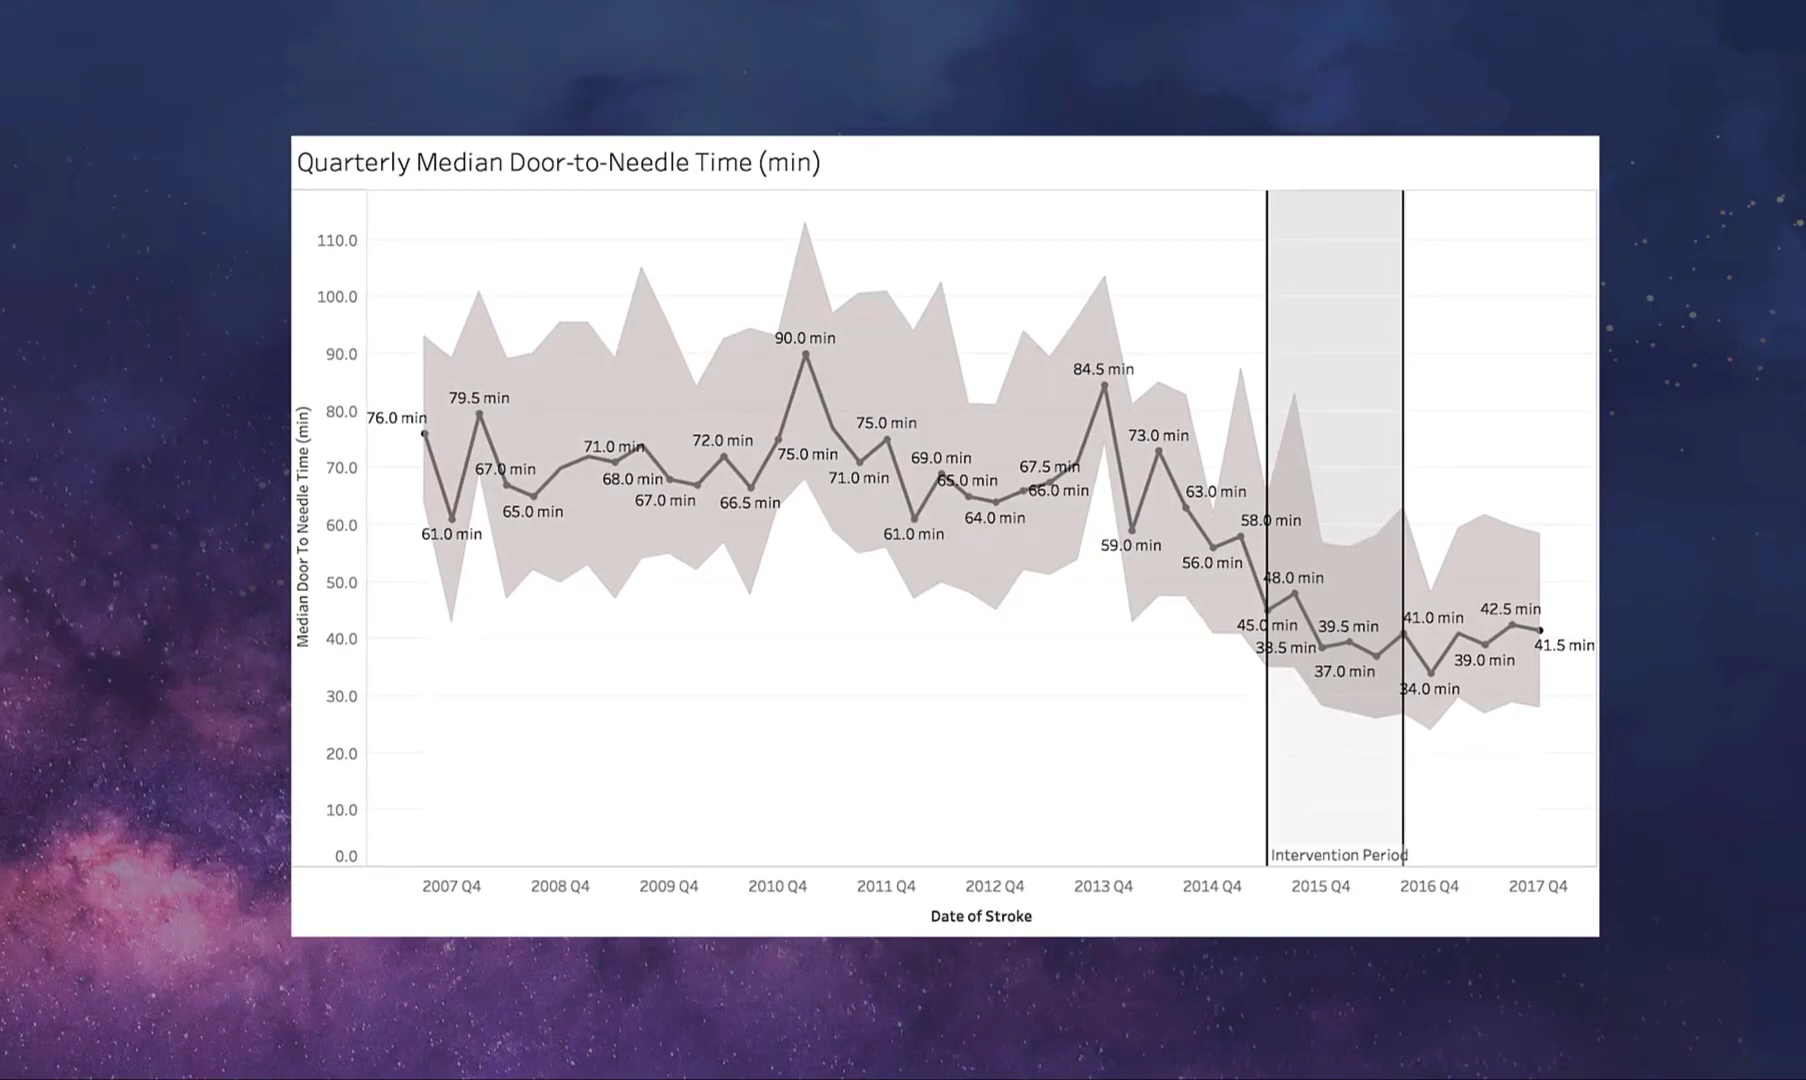 Quarterly Median Door-to-Needle Time (min)
Median Door To Needle Time (min)
110.0
100.0
90.0
80.0
70.0
60.0
50.0
40.0
30.0
20.0
10.0
0.0
76.0 min
61.0 min
79.5 min
67.0 min
65.0 min
71.0 min
68.0 min
67.0 min
72.0 min
66.5 min
75.0 min
90.0 min
71.0 min
75.0 min
61.0 min
69.0 min
65.0 min
64.0 min
66.0 min
67.5 min
84.5 min
59.0 min
73.0 min
63.0 min
56.0 min
58.0 min
45.0 min
48.0 min
38.5 min
39.5 min
37.0 min
41.0 min
34.0 min
39.0 min
42.5 min
41.5 min
Intervention Period
2007 Q4
2008 Q4
2009 Q4
2010 Q4
2011 Q4
2012 Q4
2013 Q4
2014 Q4
2015 Q4
2016 Q4
2017 Q4
Date of Stroke